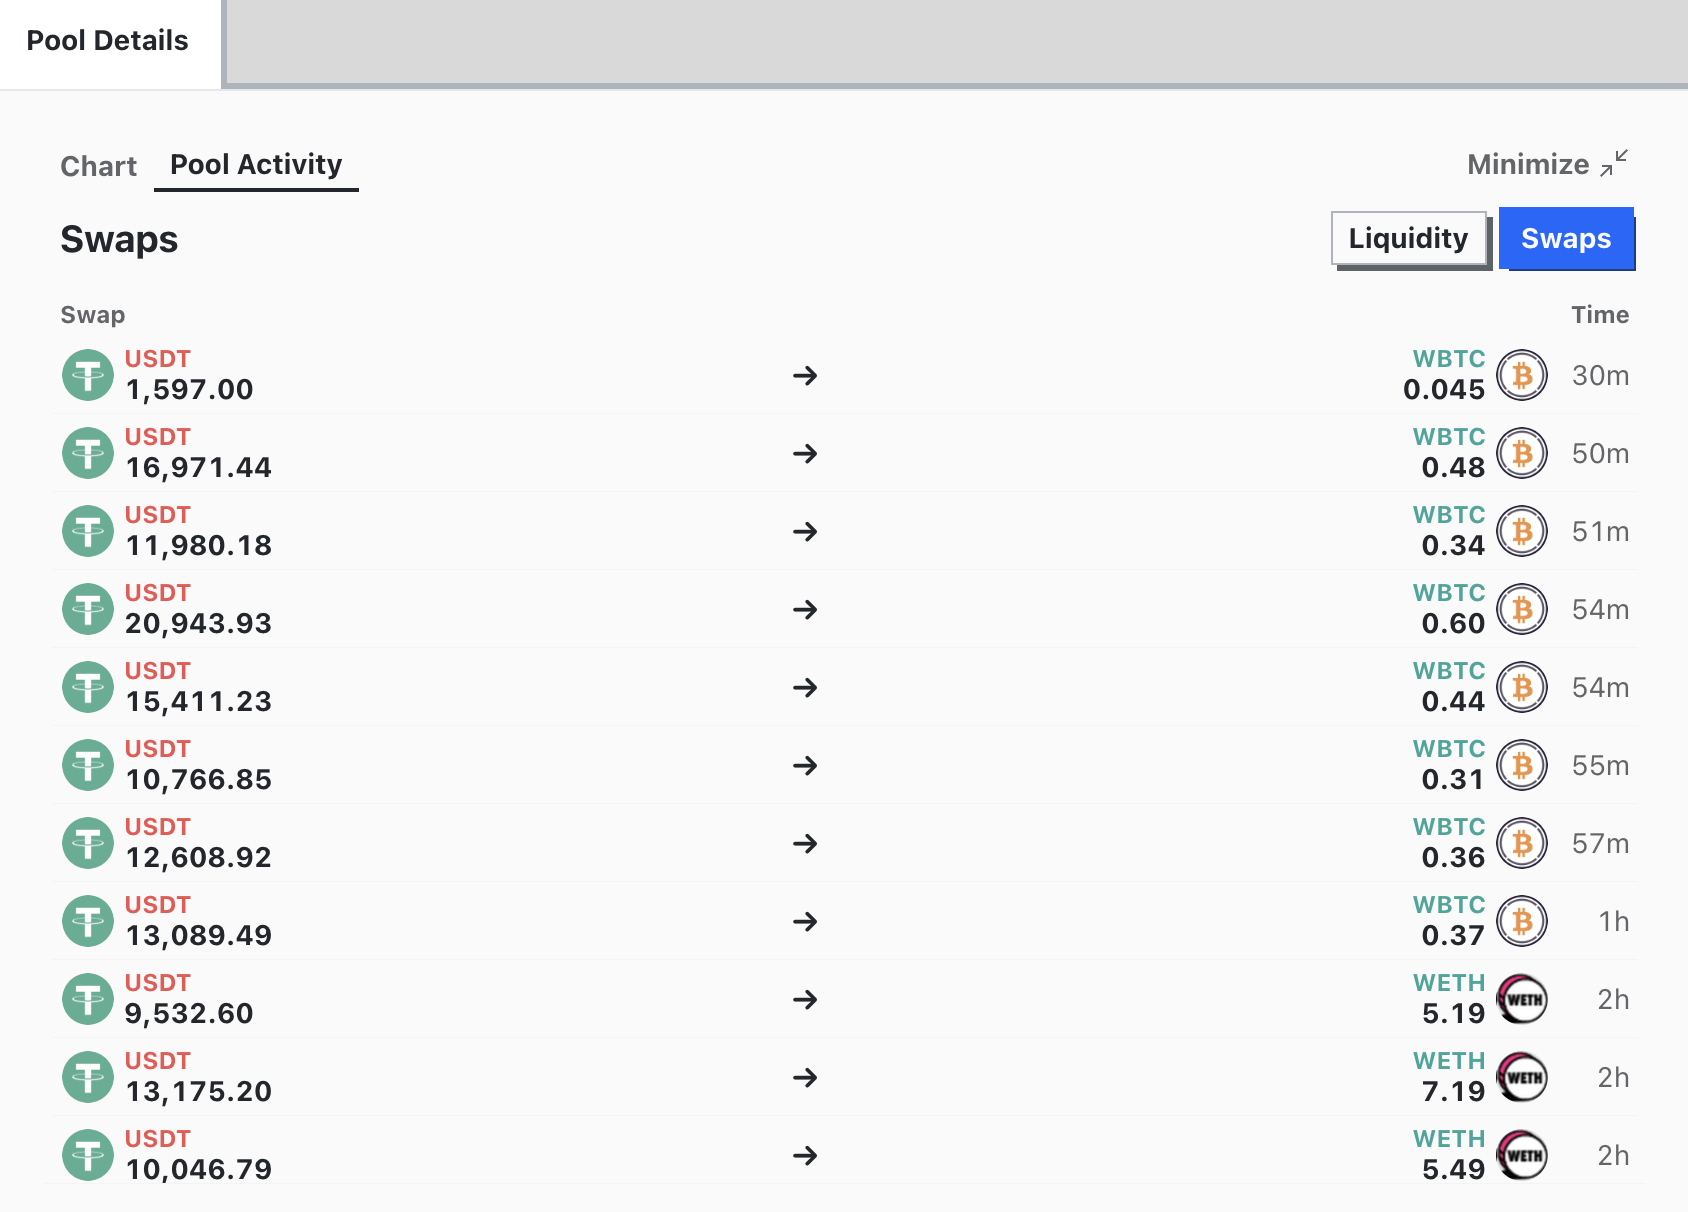 Pool Details
Chart Pool Activity Minimize
Swaps Liquidity Swaps
Swap Time
USDT WBTC
1,597.00 0.045 30m
USDT WBTC
16,971.44 0.48 50m
USDT WBTC
11,980.18 0.34 51m
USDT WBTC
20,943.93 0.60 54m
USDT WBTC
15,411.23 0.44 54m
USDT WBTC
10,766.85 0.31 55m
USDT WBTC
12,608.92 0.36 57m
USDT WBTC
13,089.49 0.37 1h
USDT WETH
9,532.60 5.19 WETH 2h
USDT WETH
13,175.20 7.19 WETH 2h
USDT WETH
10,046.79 5.49 WETH 2h